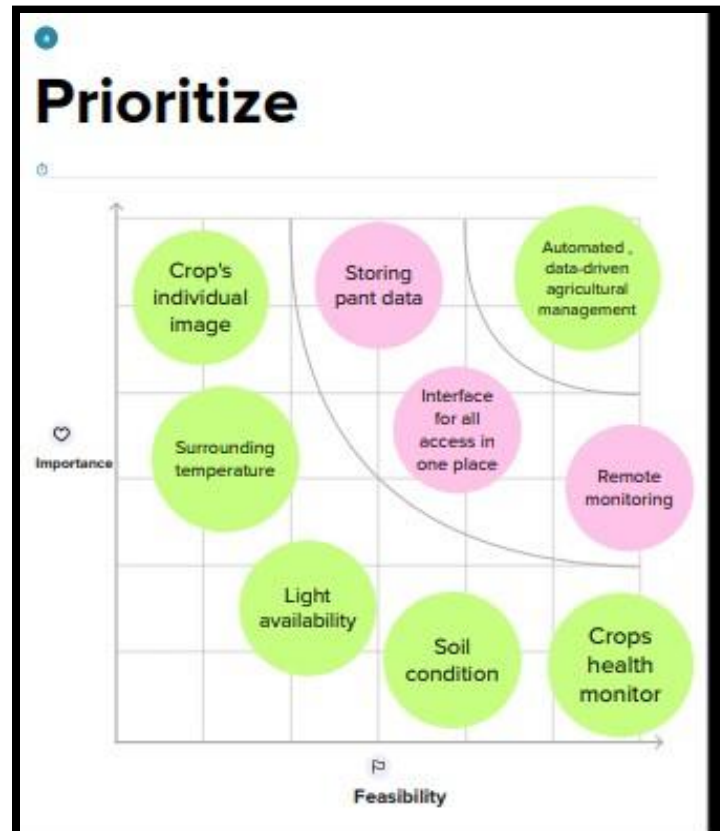 Prioritize
Crop's
individual
image
Storing
pant data
Automated ,
data-driven
agricultural
management
Interface
for all
access in
one place
Surrounding
temperature
Importance
Remote
monitoring
Light
availability
Soil
condition
Crops
health
monitor
Feasibility